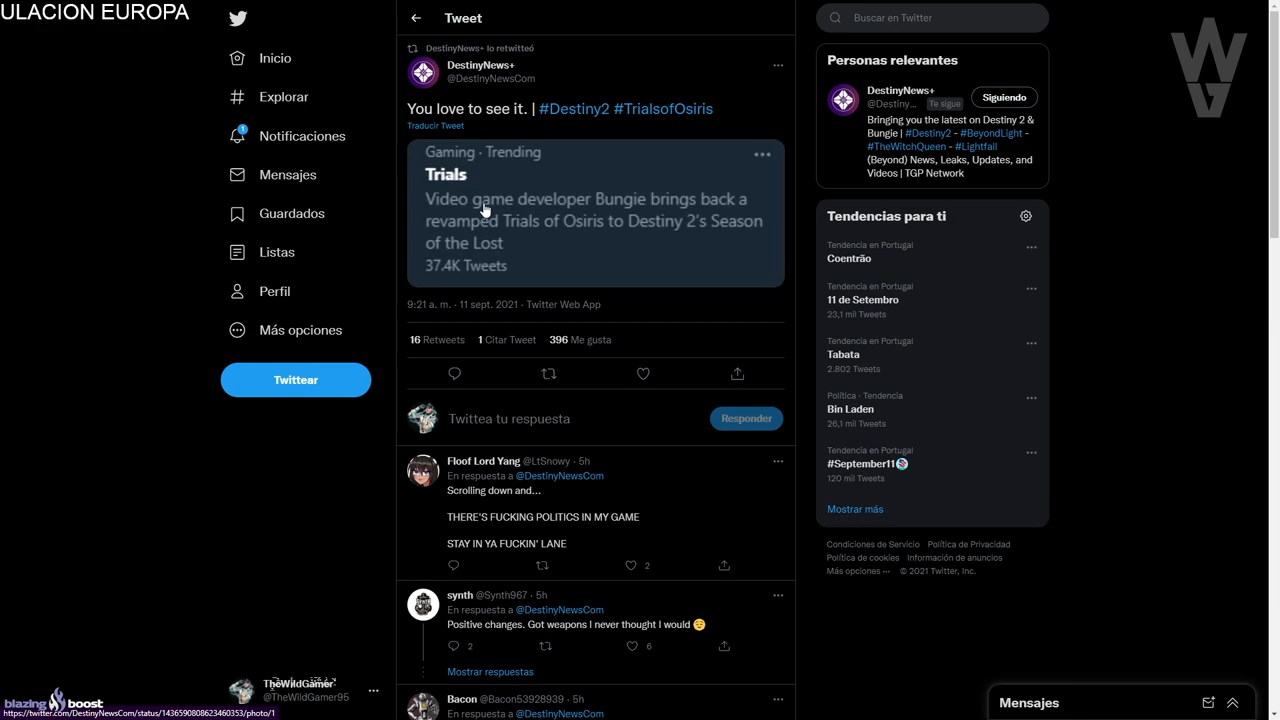 ULACION EUROPA
Inicio
Explorar
1
Notificaciones
Mensajes
Guardados
Listas
Perfil
Más opciones
Twittear
TheWildGamer
@TheWildGamer95
blazing boost
https://twitter.com/DestinyNewsCom/status/1436590808623460353/photo/1
Tweet
DestinyNews+ lo retwitteó
DestinyNews+
@DestinyNewsCom
You love to see it. | #Destiny2 #TrialsofOsiris
Traducir Tweet
Gaming · Trending
Trials
Video game developer Bungie brings back a
revamped Trials of Osiris to Destiny 2's Season
of the Lost
37.4K Tweets
9:21 a. m. · 11 sept. 2021 · Twitter Web App
16 Retweets 1 Citar Tweet 396 Me gusta
Twittea tu respuesta
Responder
Floof Lord Yang @LtSnowy · 5h
En respuesta a @DestinyNewsCom
Scrolling down and...
THERE'S FUCKING POLITICS IN MY GAME
STAY IN YA FUCKIN' LANE
2
synth @Synth967 · 5h
En respuesta a @DestinyNewsCom
Positive changes. Got weapons I never thought I would 😌
2 6
Mostrar respuestas
Bacon @Bacon53928939 · 5h
En respuesta a @DestinyNewsCom
Buscar en Twitter
Personas relevantes
DestinyNews+
@Destiny... Te sigue
Siguiendo
Bringing you the latest on Destiny 2 &
Bungie | #Destiny2 - #BeyondLight -
#TheWitchQueen - #Lightfall
(Beyond) News, Leaks, Updates, and
Videos | TGP Network
Tendencias para ti
Tendencia en Portugal
Coentrão
Tendencia en Portugal
11 de Setembro
23,1 mil Tweets
Tendencia en Portugal
Tabata
2.802 Tweets
Política · Tendencia
Bin Laden
26,1 mil Tweets
Tendencia en Portugal
#September11
120 mil Tweets
Mostrar más
Condiciones de Servicio Política de Privacidad
Política de cookies Información de anuncios
Más opciones ··· © 2021 Twitter, Inc.
Mensajes
WG